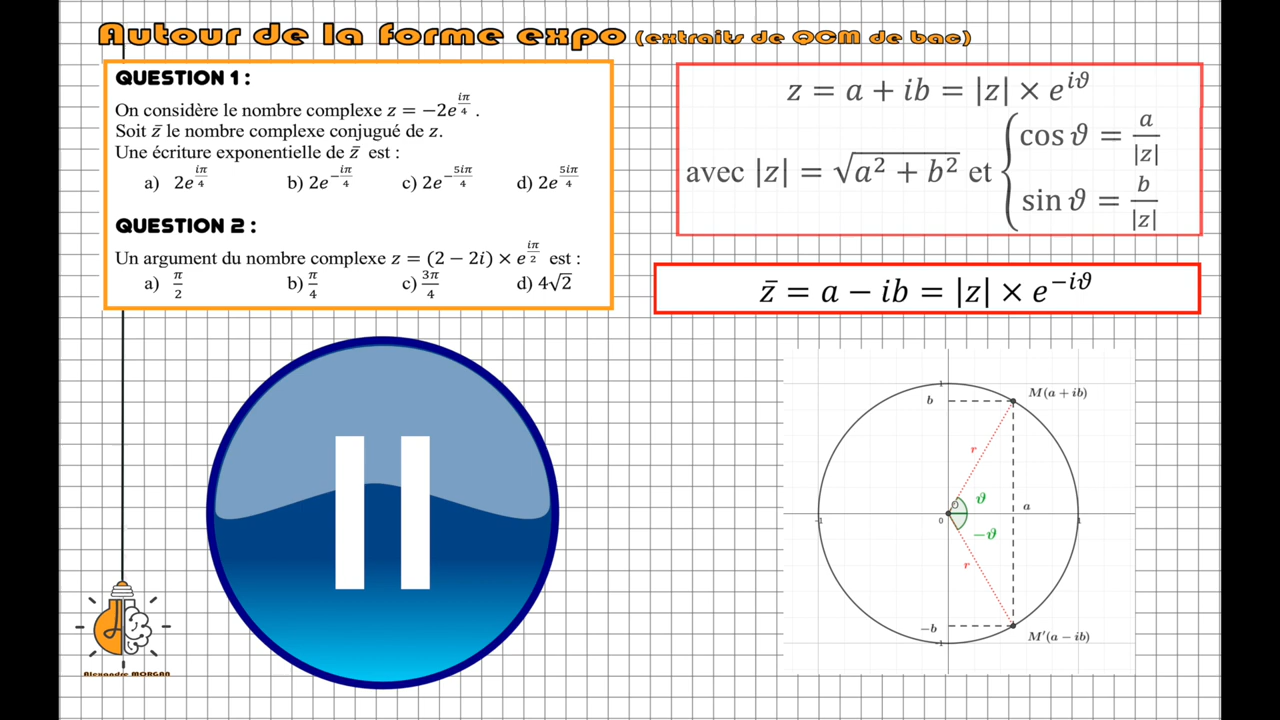 Autour de la forme expo (extraits de QCM de bac)
QUESTION 1 :
On considère le nombre complexe z = −2e^{iπ/4} .
Soit z̄ le nombre complexe conjugué de z.
Une écriture exponentielle de z̄ est :
a) 2e^{iπ/4} b) 2e^{−iπ/4} c) 2e^{−5iπ/4} d) 2e^{5iπ/4}
QUESTION 2 :
Un argument du nombre complexe z = (2 − 2i) × e^{iπ/2} est :
a) π/2 b) π/4 c) 3π/4 d) 4√2
z = a + ib = |z| × e^{iϑ}
avec |z| = √(a² + b²) et { cos ϑ = a/|z|
sin ϑ = b/|z|
z̄ = a − ib = |z| × e^{−iϑ}
1
b
M(a + ib)
r
ϑ
O
a
-1
0
1
−ϑ
r
−b
-1
M′(a − ib)
Alexandre MORGAN